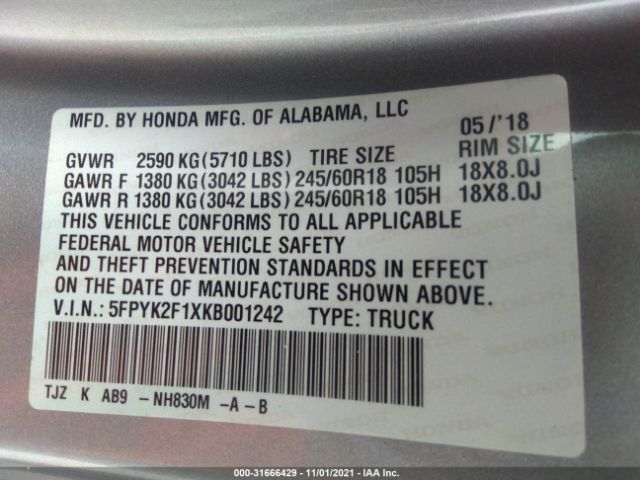 MFD. BY HONDA MFG. OF ALABAMA, LLC 05/'18
GVWR 2590 KG(5710 LBS) TIRE SIZE RIM SIZE
GAWR F 1380 KG(3042 LBS) 245/60R18 105H 18X8.0J
GAWR R 1380 KG(3042 LBS) 245/60R18 105H 18X8.0J
THIS VEHICLE CONFORMS TO ALL APPLICABLE
FEDERAL MOTOR VEHICLE SAFETY
AND THEFT PREVENTION STANDARDS IN EFFECT
ON THE DATE OF MANUFACTURE SHOWN ABOVE.
V.I.N.: 5FPYK2F1XKB001242 TYPE: TRUCK
TJZ K AB9 -NH830M -A-B
000-31666429 - 11/01/2021 - IAA Inc.